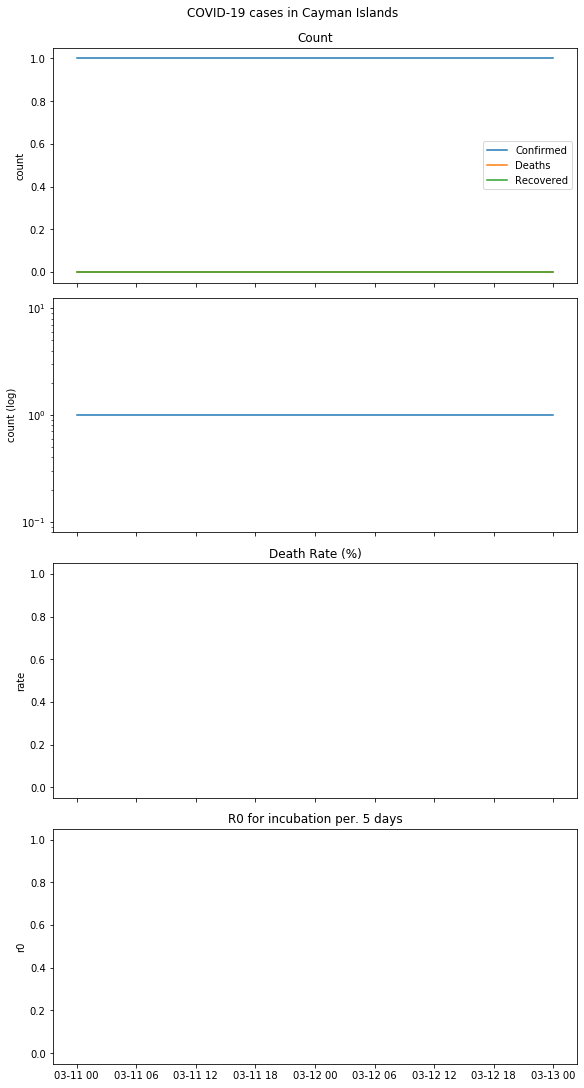 COVID-19 cases in Cayman Islands
Count
1.0
0.8
0.6
0.4
0.2
0.0
count
Confirmed
Deaths
Recovered
10¹
10⁰
10⁻¹
count (log)
Death Rate (%)
1.0
0.8
0.6
0.4
0.2
0.0
rate
R0 for incubation per. 5 days
1.0
0.8
0.6
0.4
0.2
0.0
r0
03-11 00 03-11 06 03-11 12 03-11 18 03-12 00 03-12 06 03-12 12 03-12 18 03-13 00